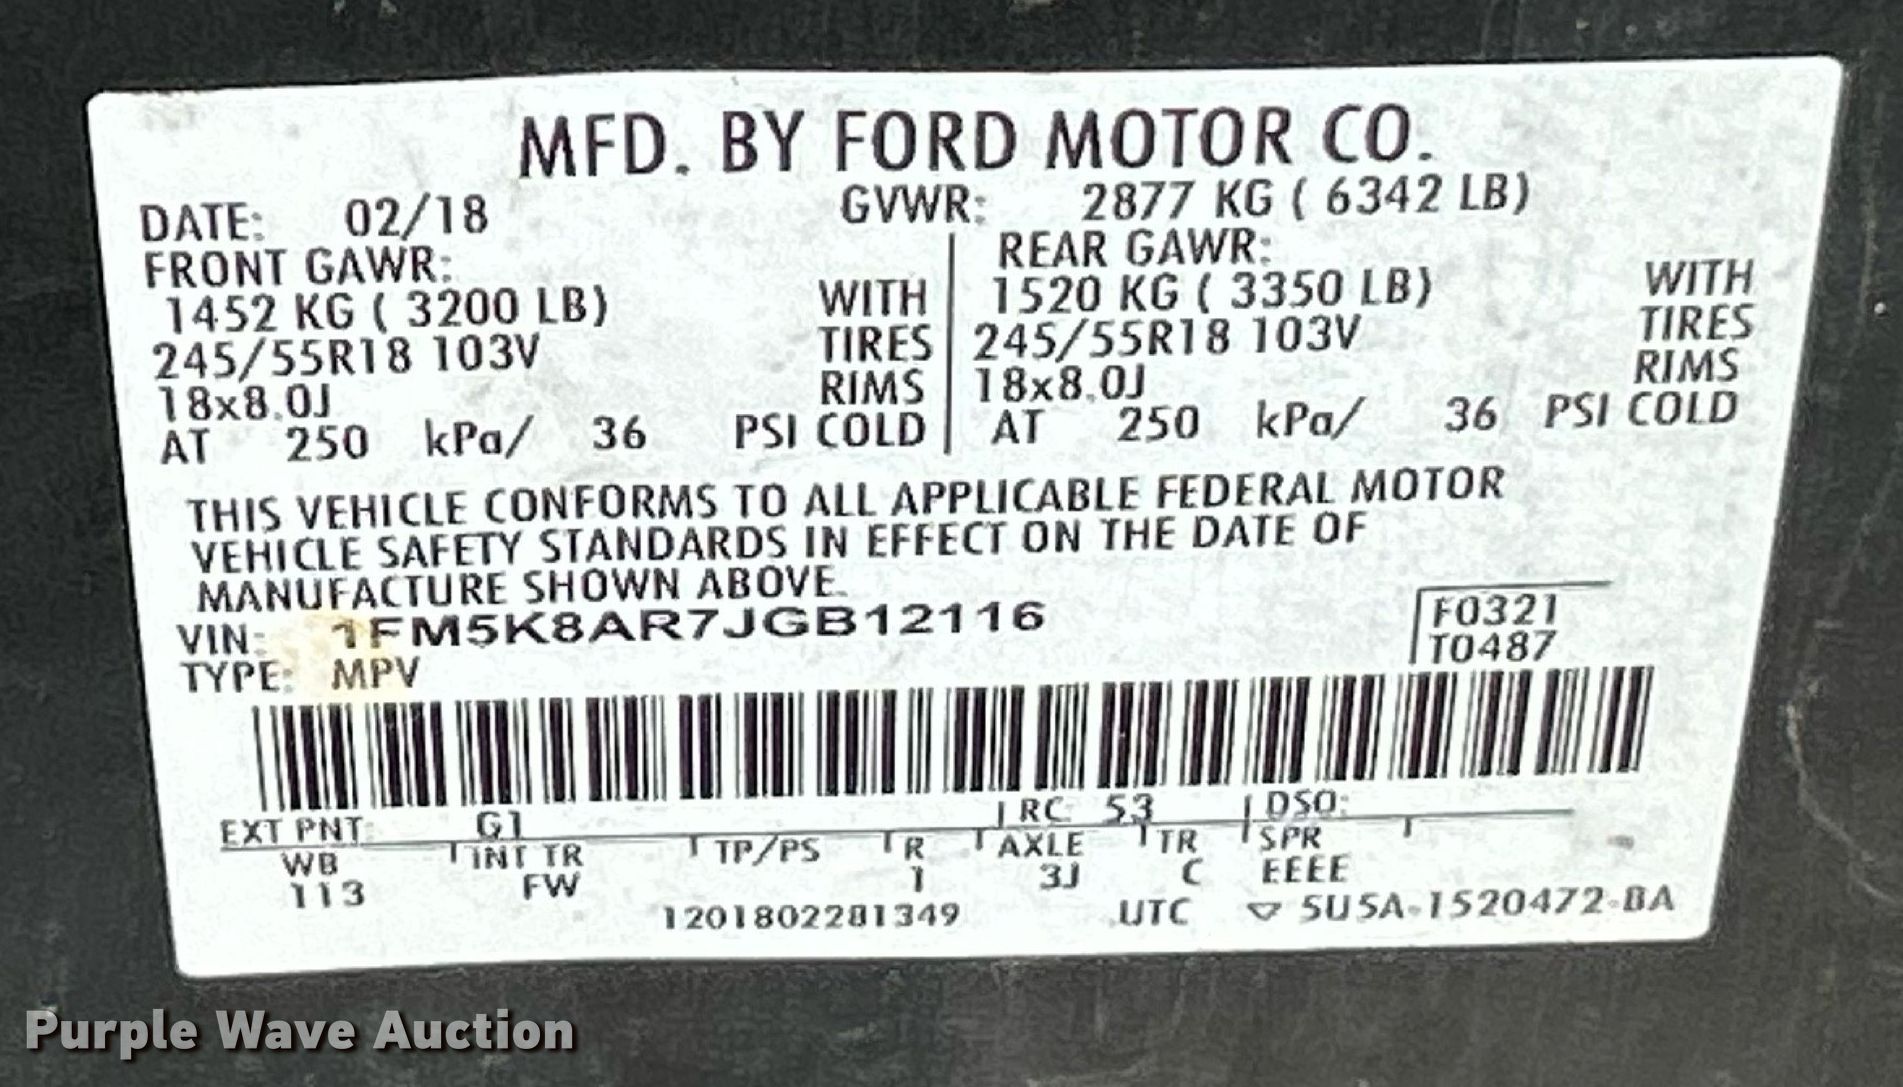 MFD. BY FORD MOTOR CO.
DATE: 02/18 GVWR: 2877 KG ( 6342 LB)
FRONT GAWR: REAR GAWR:
1452 KG ( 3200 LB) WITH 1520 KG ( 3350 LB) WITH
245/55R18 103V TIRES 245/55R18 103V TIRES
18x8.0J RIMS 18x8.0J RIMS
AT 250 kPa/ 36 PSI COLD AT 250 kPa/ 36 PSI COLD
THIS VEHICLE CONFORMS TO ALL APPLICABLE FEDERAL MOTOR
VEHICLE SAFETY STANDARDS IN EFFECT ON THE DATE OF
MANUFACTURE SHOWN ABOVE.
VIN: 1FM5K8AR7JGB12116 F0321
TYPE: MPV T0487
EXT PNT: G1 RC: 53 DSO:
WB INT TR TP/PS R AXLE TR SPR
113 FW 1 3J C EEEE
1201802281349 UTC ▽ 5U5A-1520472-BA
Purple Wave Auction